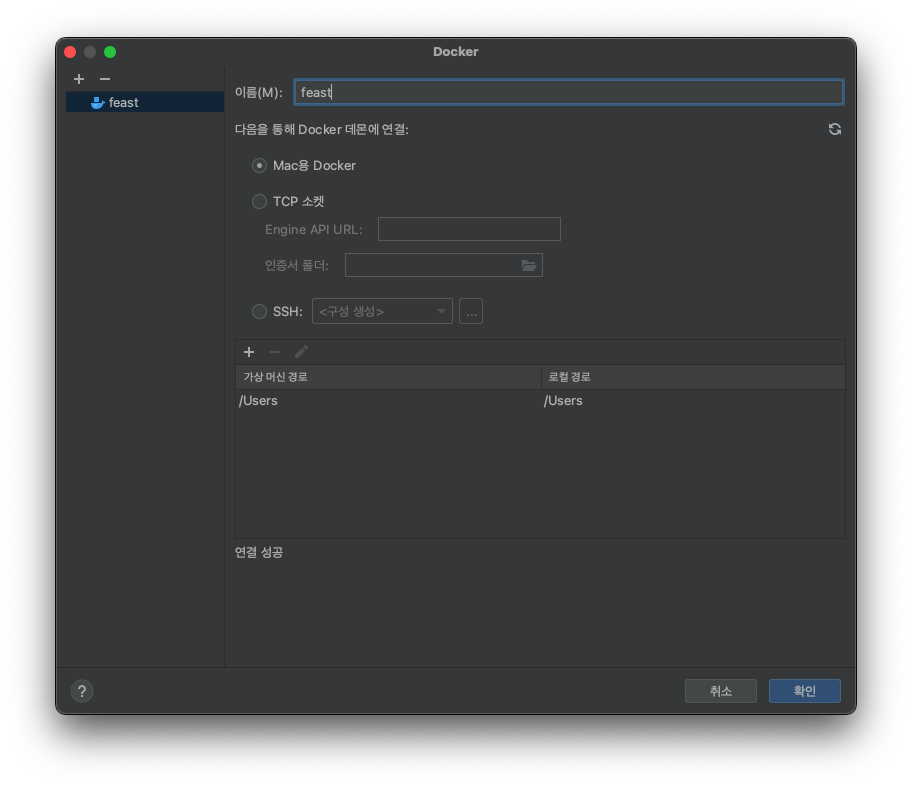 Docker
feast
이름(M): feast
다음을 통해 Docker 데몬에 연결:
Mac용 Docker
TCP 소켓
Engine API URL:
인증서 폴더:
SSH: <구성 생성> ...
가상 머신 경로 로컬 경로
/Users /Users
연결 성공
? 취소 확인